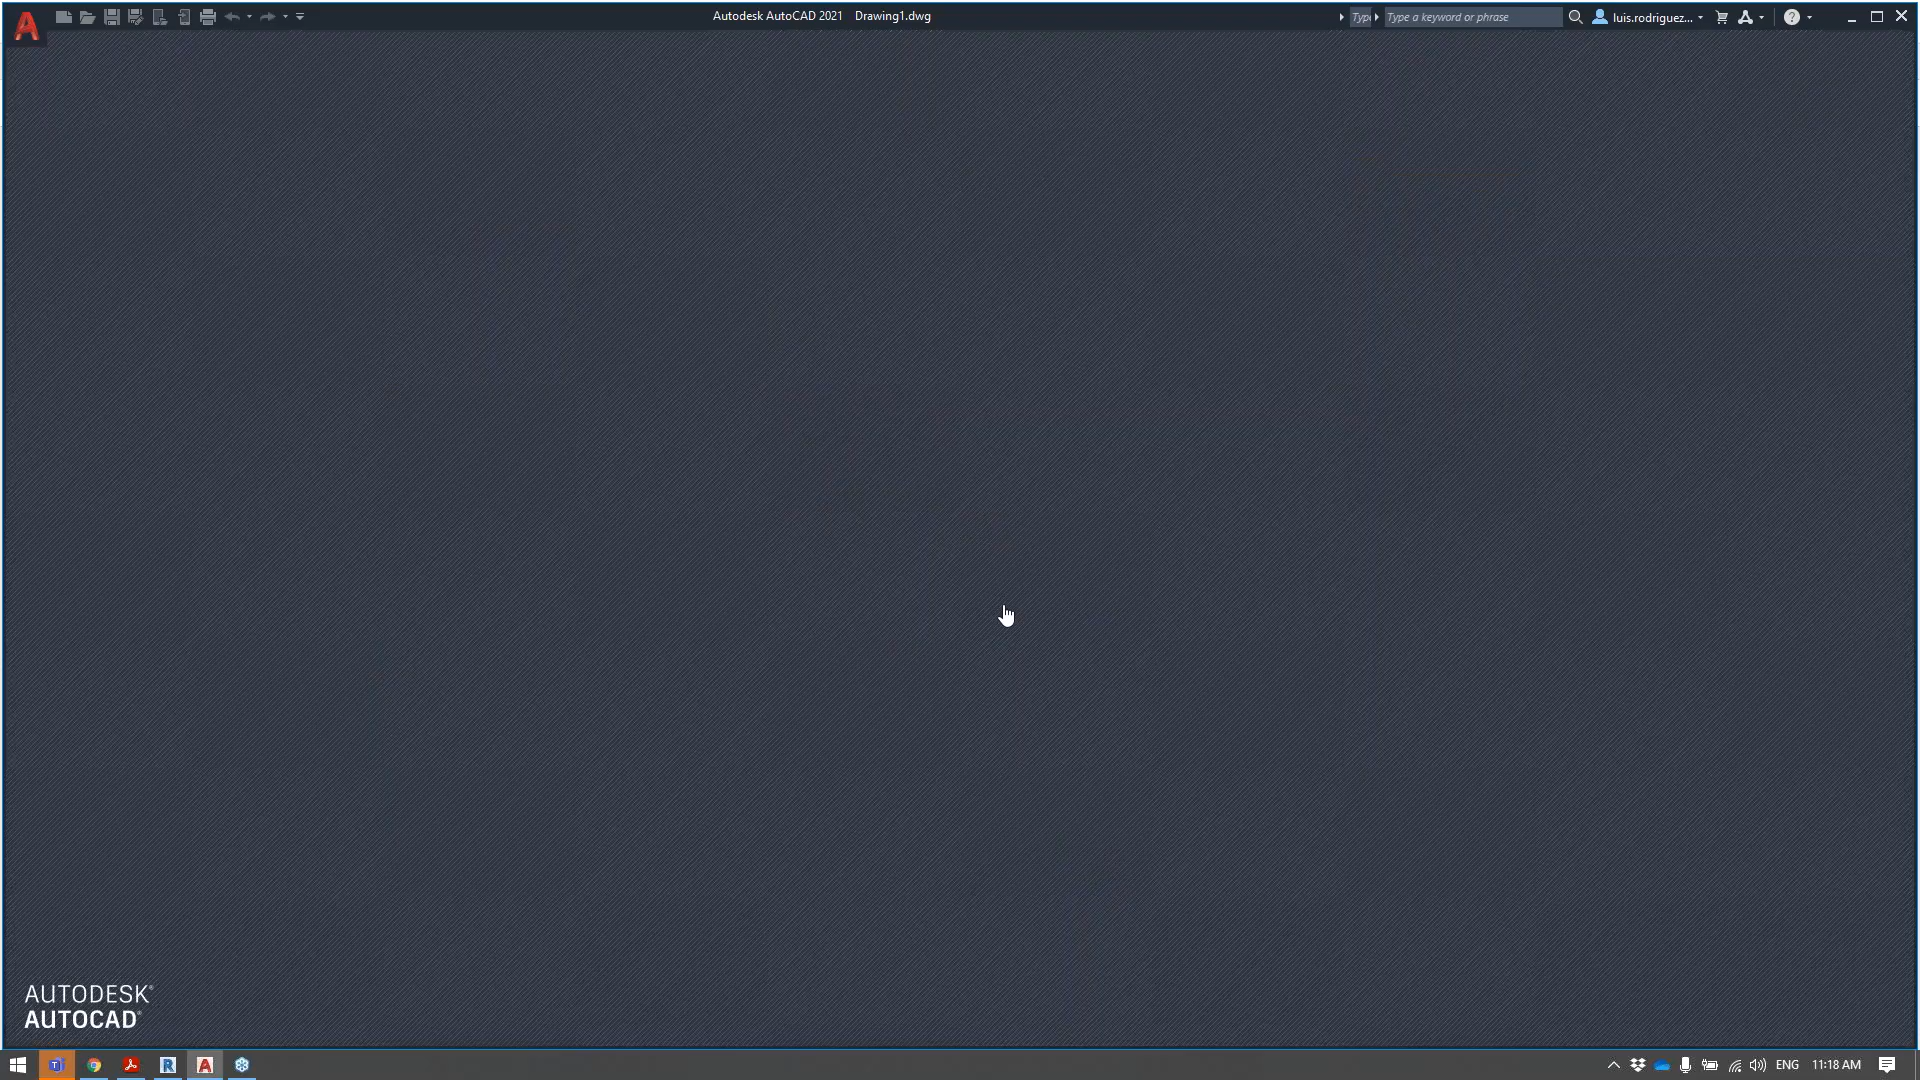 Autodesk AutoCAD 2021 Drawing1.dwg
Type a keyword or phrase
luis.rodriguez...
AUTODESK®
AUTOCAD®
ENG 11:18 AM